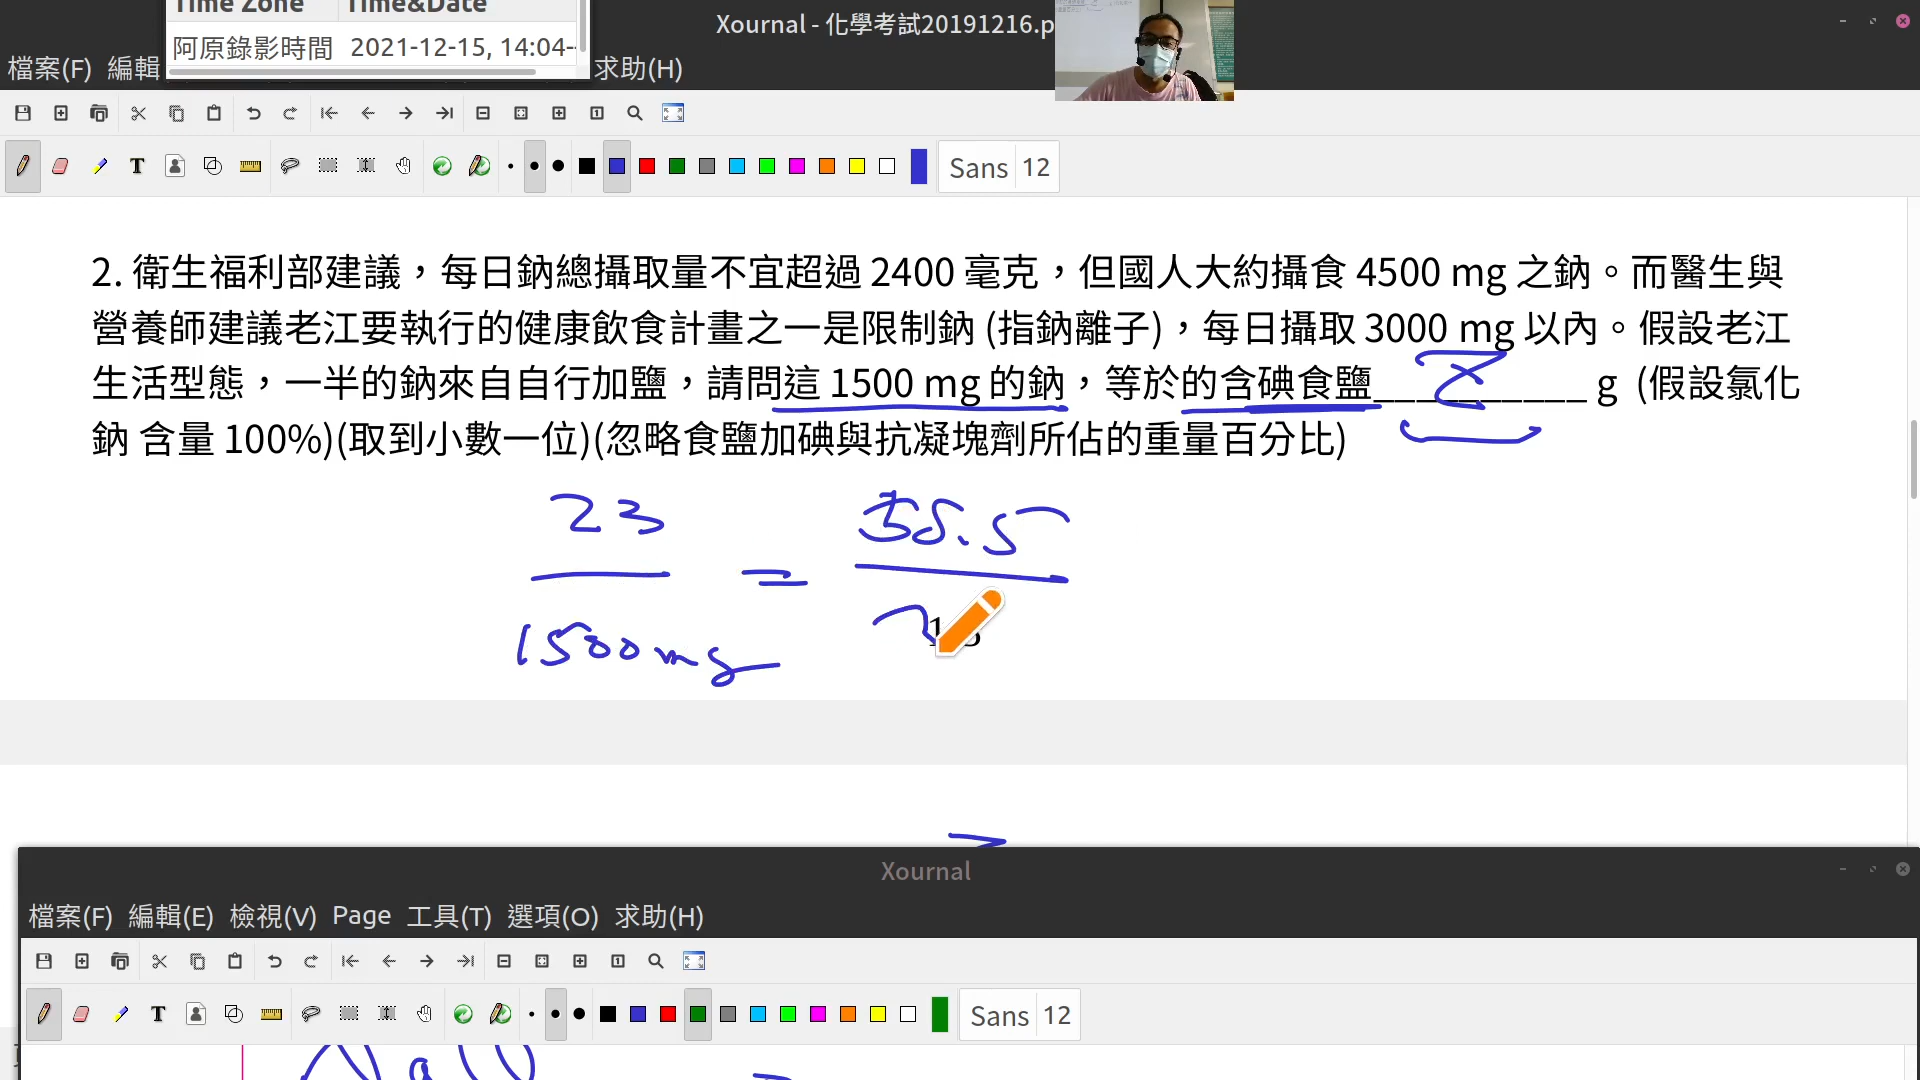 Time Zone Time&Date
阿原錄影時間 2021-12-15, 14:04-
Xournal - 化學考試20191216.p
檔案(F) 編輯 求助(H)
T Sans 12
2. 衛生福利部建議，每日鈉總攝取量不宜超過 2400 毫克，但國人大約攝食 4500 mg 之鈉。而醫生與
營養師建議老江要執行的健康飲食計畫之一是限制鈉 (指鈉離子)，每日攝取 3000 mg 以內。假設老江
生活型態，一半的鈉來自自行加鹽，請問這 1500 mg 的鈉，等於的含碘食鹽__________ g (假設氯化
鈉 含量 100%)(取到小數一位)(忽略食鹽加碘與抗凝塊劑所佔的重量百分比)
23 = 58.5
1500mg
Xournal
檔案(F) 編輯(E) 檢視(V) Page 工具(T) 選項(O) 求助(H)
T Sans 12